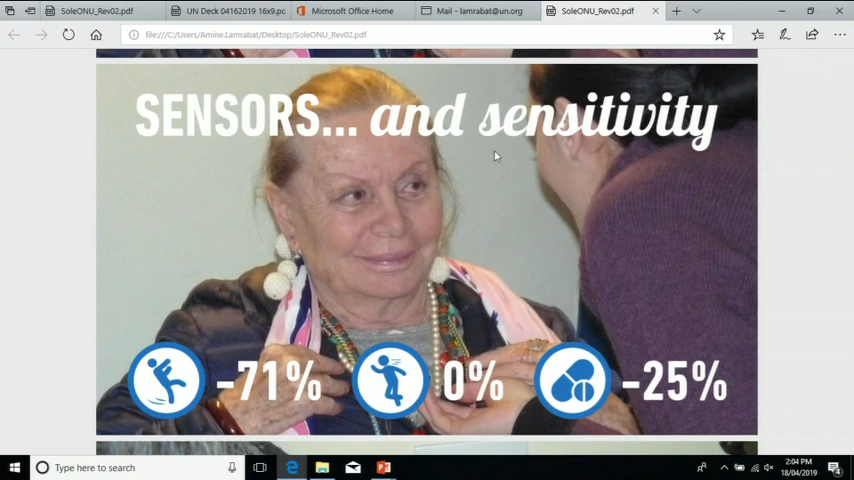 SoleONU_Rev02.pdf
UN Deck 04162019 16x9.pc
Microsoft Office Home
Mail - lamrabat@un.org
SoleONU_Rev02.pdf
file:///C:/Users/Amine.Lamrabat/Desktop/SoleONU_Rev02.pdf
SENSORS... and sensitivity
-71% 0% -25%
Type here to search
2:04 PM
18/04/2019
4